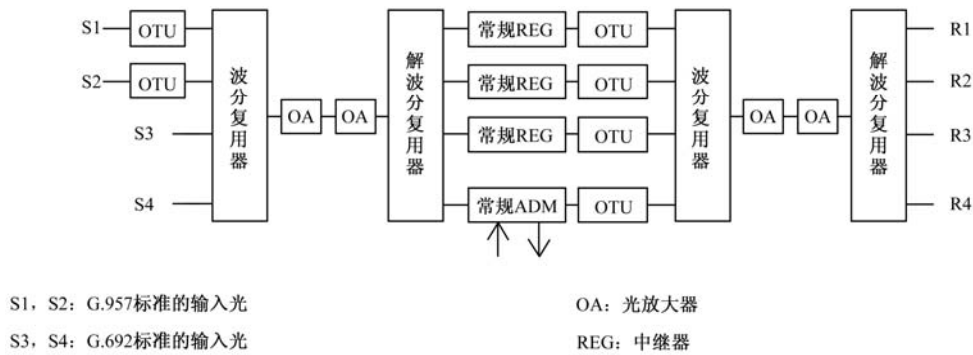 S1 OTU 常规REG OTU R1
S2 OTU 常规REG OTU R2
波分复用器 OA OA 解波分复用器 波分复用器 OA OA 解波分复用器
S3 常规REG OTU R3
S4 常规ADM OTU R4
S1，S2：G.957标准的输入光 OA：光放大器
S3，S4：G.692标准的输入光 REG：中继器